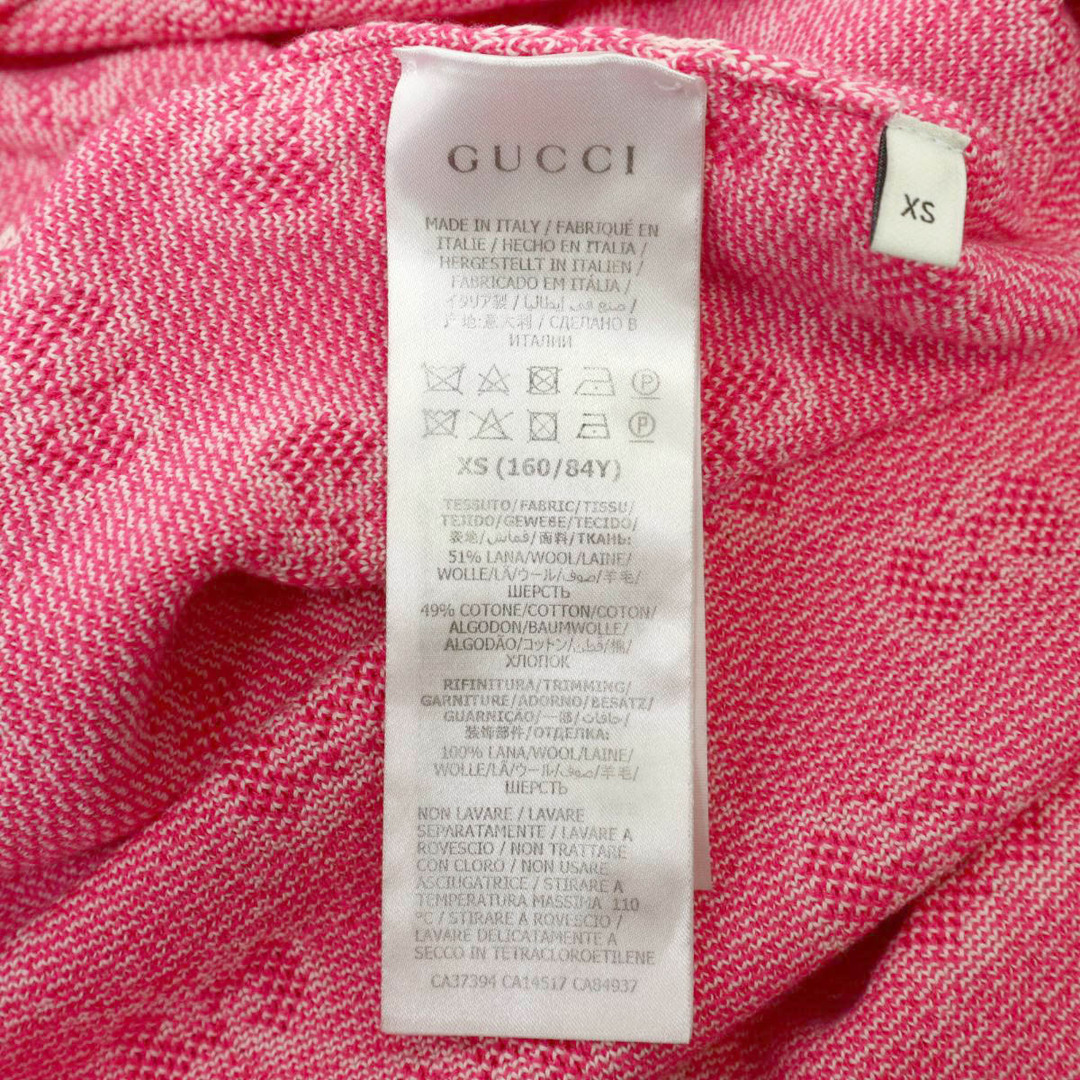 GUCCI
MADE IN ITALY / FABRIQUÉ EN
ITALIE / HECHO EN ITALIA /
HERGESTELLT IN ITALIEN /
FABRICADO EM ITÁLIA /
イタリア製 / صنع في إيطاليا /
产地:意大利 / СДЕЛАНО В
ИТАЛИИ
XS (160/84Y)
TESSUTO/FABRIC/TISSU/
TEJIDO/GEWEBE/TECIDO/
表地/قماش/面料/ТКАНЬ:
51% LANA/WOOL/LAINE/
WOLLE/LÃ/ウール/صوف/羊毛/
ШЕРСТЬ
49% COTONE/COTTON/COTON/
ALGODON/BAUMWOLLE/
ALGODÃO/コットン/قطن/棉/
ХЛОПОК
RIFINITURA/TRIMMING/
GARNITURE/ADORNO/BESATZ/
GUARNIÇÃO/一部/حافات/
装饰部件/ОТДЕЛКА:
100% LANA/WOOL/LAINE/
WOLLE/LÃ/ウール/صوف/羊毛/
ШЕРСТЬ
NON LAVARE / LAVARE
SEPARATAMENTE / LAVARE A
ROVESCIO / NON TRATTARE
CON CLORO / NON USARE
ASCIUGATRICE / STIRARE A
TEMPERATURA MASSIMA 110
°C / STIRARE A ROVESCIO /
LAVARE DELICATAMENTE A
SECCO IN TETRACLOROETILENE
CA37394 CA14517 CA84937
XS